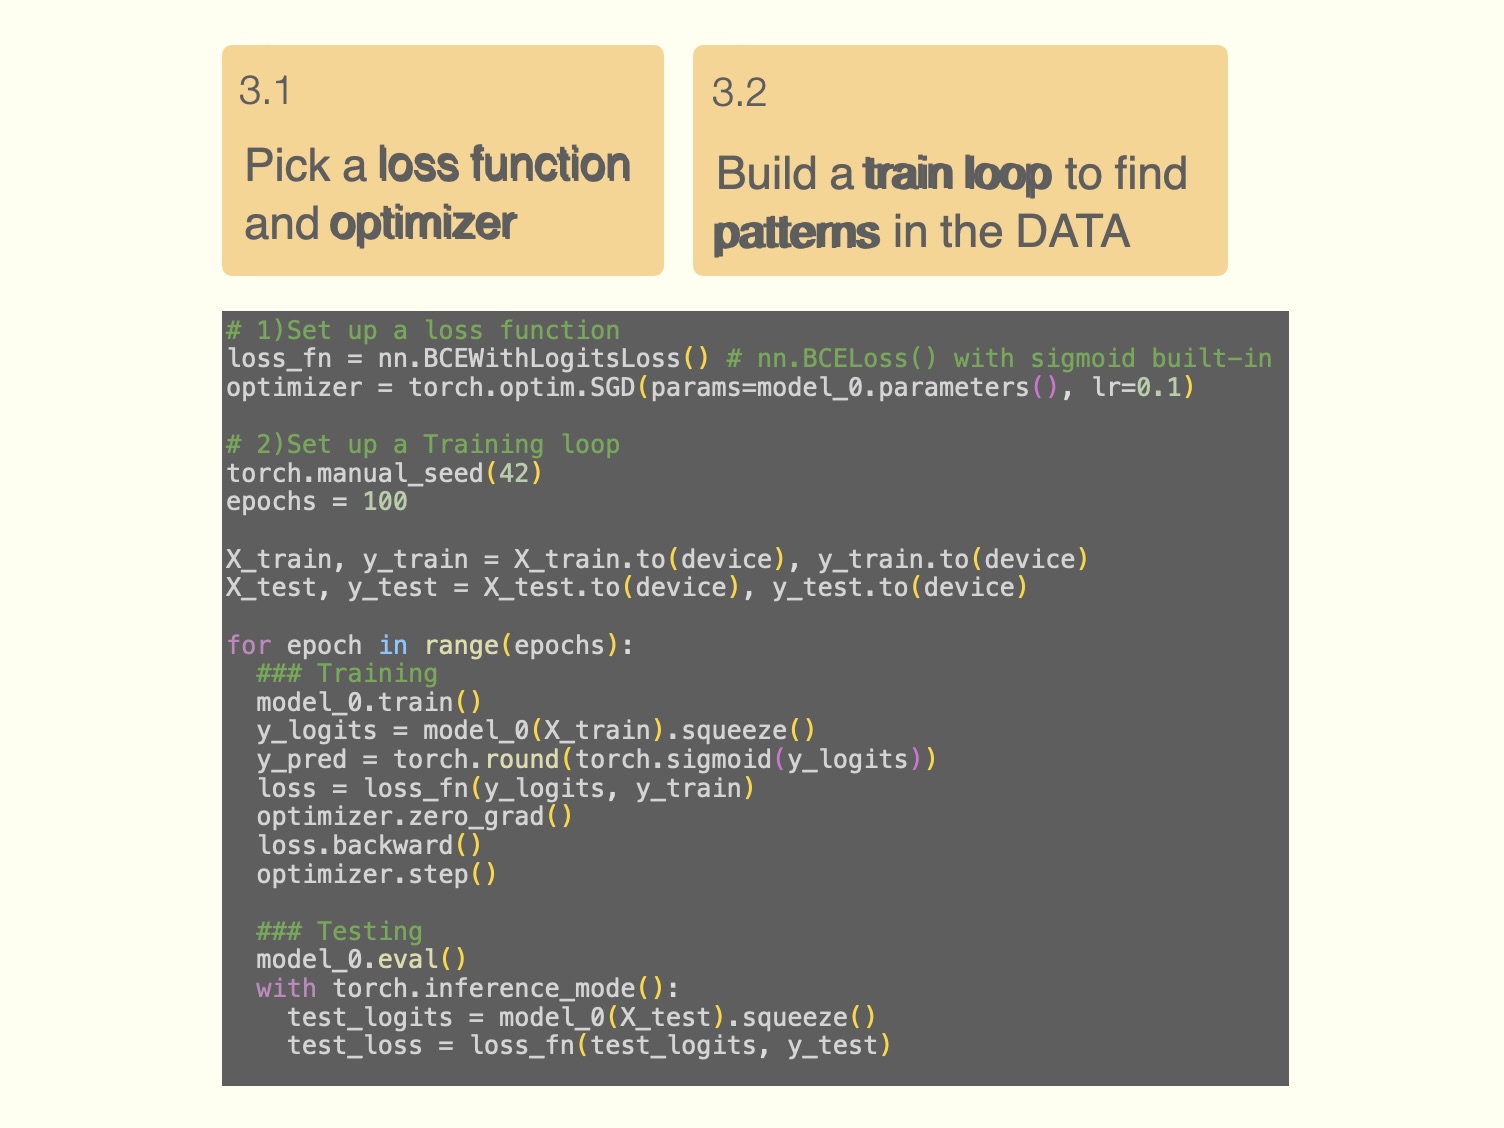 3.1
Pick a loss function
and optimizer
3.2
Build a train loop to find
patterns in the DATA
# 1)Set up a loss function
loss_fn = nn.BCEWithLogitsLoss() # nn.BCELoss() with sigmoid built-in
optimizer = torch.optim.SGD(params=model_0.parameters(), lr=0.1)
# 2)Set up a Training loop
torch.manual_seed(42)
epochs = 100
X_train, y_train = X_train.to(device), y_train.to(device)
X_test, y_test = X_test.to(device), y_test.to(device)
for epoch in range(epochs):
  ### Training
  model_0.train()
  y_logits = model_0(X_train).squeeze()
  y_pred = torch.round(torch.sigmoid(y_logits))
  loss = loss_fn(y_logits, y_train)
  optimizer.zero_grad()
  loss.backward()
  optimizer.step()
  ### Testing
  model_0.eval()
  with torch.inference_mode():
    test_logits = model_0(X_test).squeeze()
    test_loss = loss_fn(test_logits, y_test)